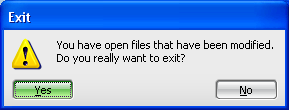 Exit
You have open files that have been modified.
Do you really want to exit?
Yes No